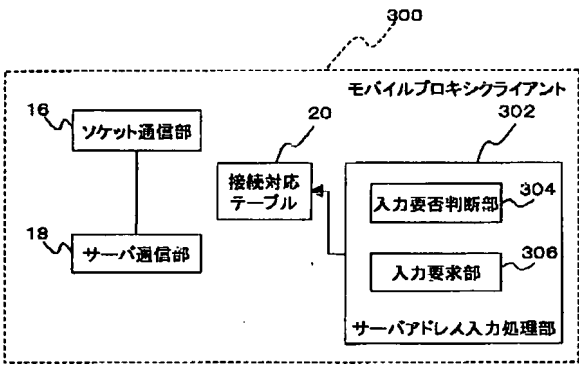 300
モバイルプロキシクライアント
16
ソケット通信部
20
302
接続対応
テーブル
入力要否判断部
304
18
サーバ通信部
入力要求部
306
サーバアドレス入力処理部